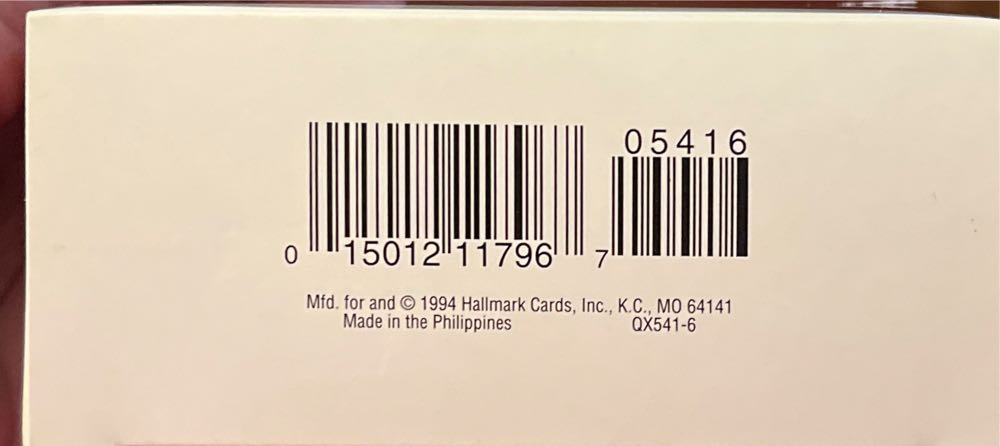 05416
0 15012 11796 7
Mfd. for and © 1994 Hallmark Cards, Inc., K.C., MO 64141
Made in the Philippines QX541-6